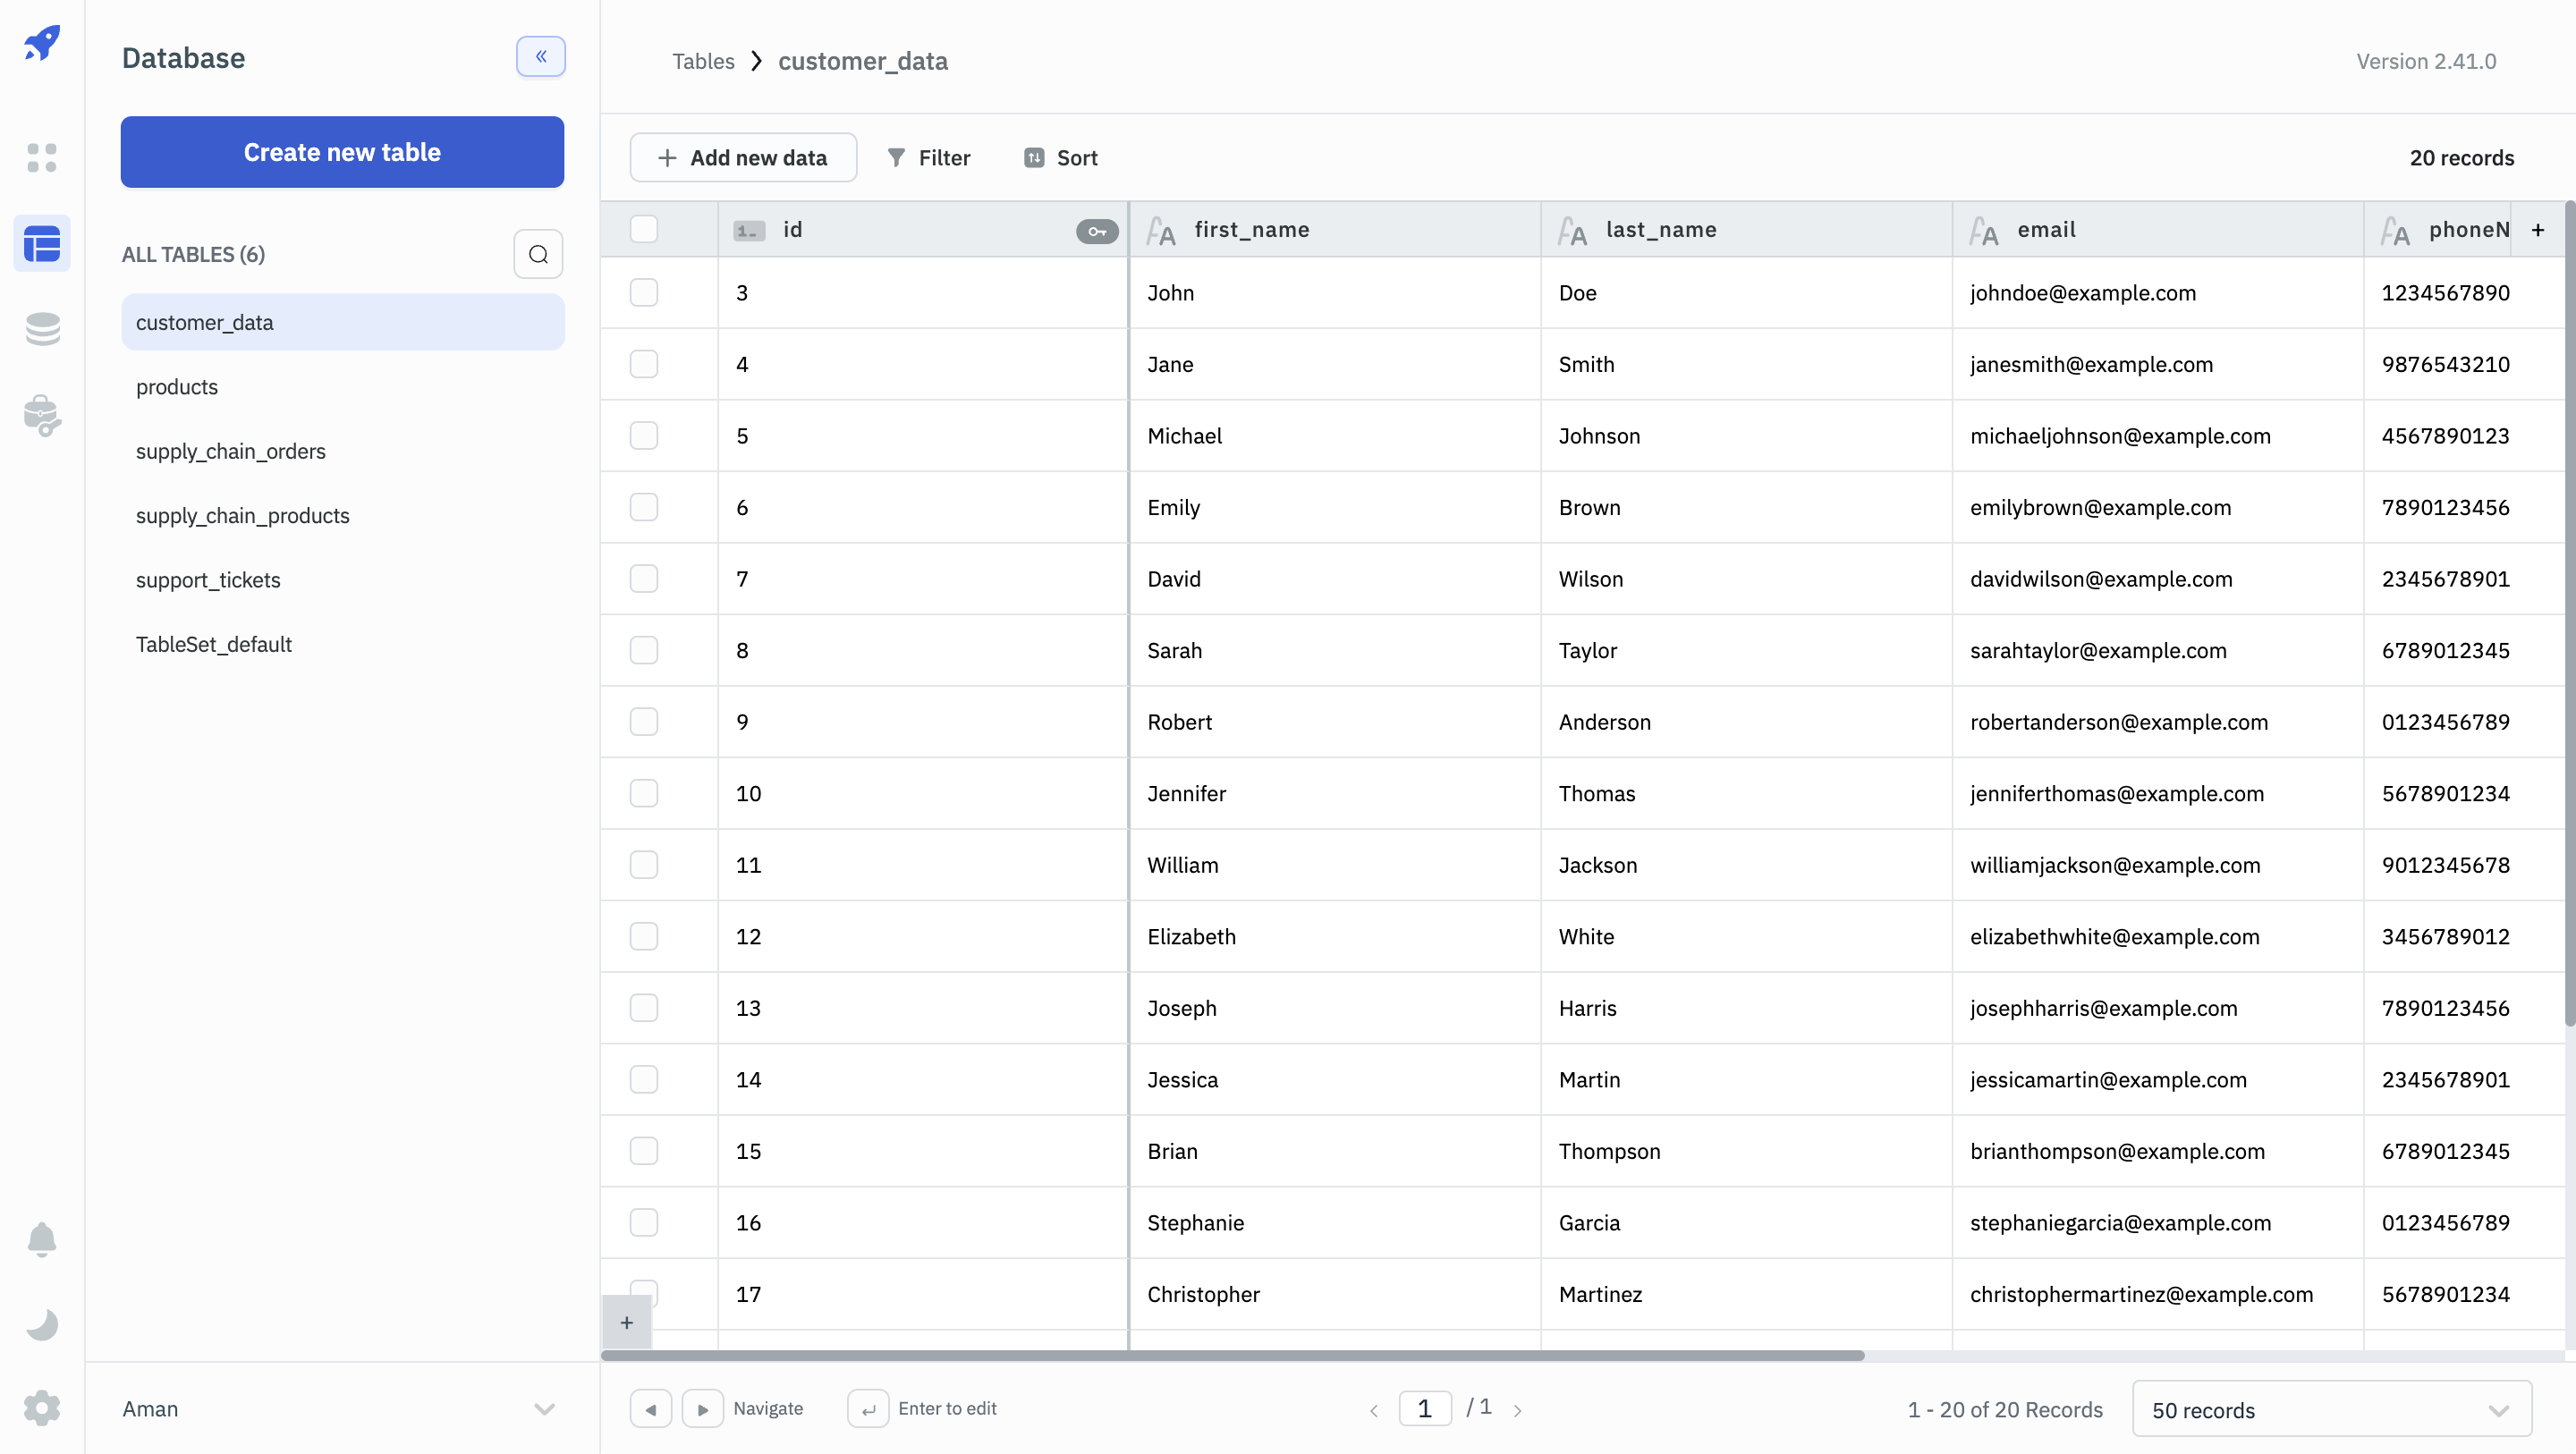 Database
«
Create new table
ALL TABLES (6)
customer_data
products
supply_chain_orders
supply_chain_products
support_tickets
TableSet_default
Aman
Tables > customer_data
Version 2.41.0
+ Add new data Filter Sort
20 records
id first_name last_name email phoneN +
3 John Doe johndoe@example.com 1234567890
4 Jane Smith janesmith@example.com 9876543210
5 Michael Johnson michaeljohnson@example.com 4567890123
6 Emily Brown emilybrown@example.com 7890123456
7 David Wilson davidwilson@example.com 2345678901
8 Sarah Taylor sarahtaylor@example.com 6789012345
9 Robert Anderson robertanderson@example.com 0123456789
10 Jennifer Thomas jenniferthomas@example.com 5678901234
11 William Jackson williamjackson@example.com 9012345678
12 Elizabeth White elizabethwhite@example.com 3456789012
13 Joseph Harris josephharris@example.com 7890123456
14 Jessica Martin jessicamartin@example.com 2345678901
15 Brian Thompson brianthompson@example.com 6789012345
16 Stephanie Garcia stephaniegarcia@example.com 0123456789
17 Christopher Martinez christophermartinez@example.com 5678901234
+
Navigate Enter to edit
< 1 / 1 >
1 - 20 of 20 Records
50 records